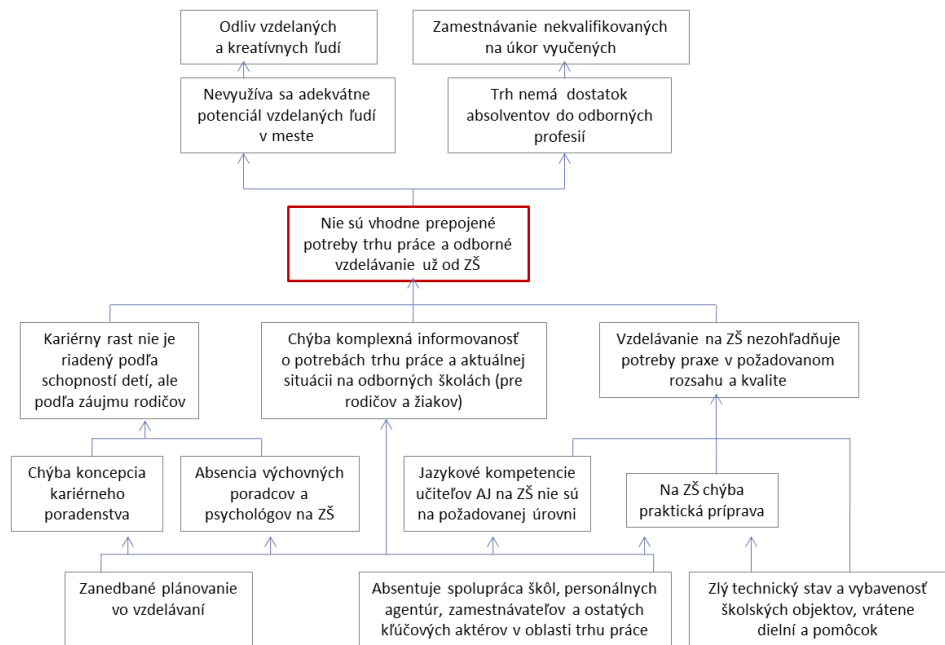 Odliv vzdelaných
a kreatívnych ľudí
Zamestnávanie nekvalifikovaných
na úkor vyučených
Nevyužíva sa adekvátne
potenciál vzdelaných ľudí
v meste
Trh nemá dostatok
absolventov do odborných
profesií
Nie sú vhodne prepojené
potreby trhu práce a odborné
vzdelávanie už od ZŠ
Kariérny rast nie je
riadený podľa
schopností detí, ale
podľa záujmu rodičov
Chýba komplexná informovanosť
o potrebách trhu práce a aktuálnej
situácii na odborných školách (pre
rodičov a žiakov)
Vzdelávanie na ZŠ nezohľadňuje
potreby praxe v požadovanom
rozsahu a kvalite
Chýba koncepcia
kariérneho
poradenstva
Absencia výchovných
poradcov a
psychológov na ZŠ
Jazykové kompetencie
učiteľov AJ na ZŠ nie sú
na požadovanej úrovni
Na ZŠ chýba
praktická príprava
Zanedbané plánovanie
vo vzdelávaní
Absentuje spolupráca škôl, personálnych
agentúr, zamestnávateľov a ostatých
kľúčových aktérov v oblasti trhu práce
Zlý technický stav a vybavenosť
školských objektov, vrátene
dielní a pomôcok